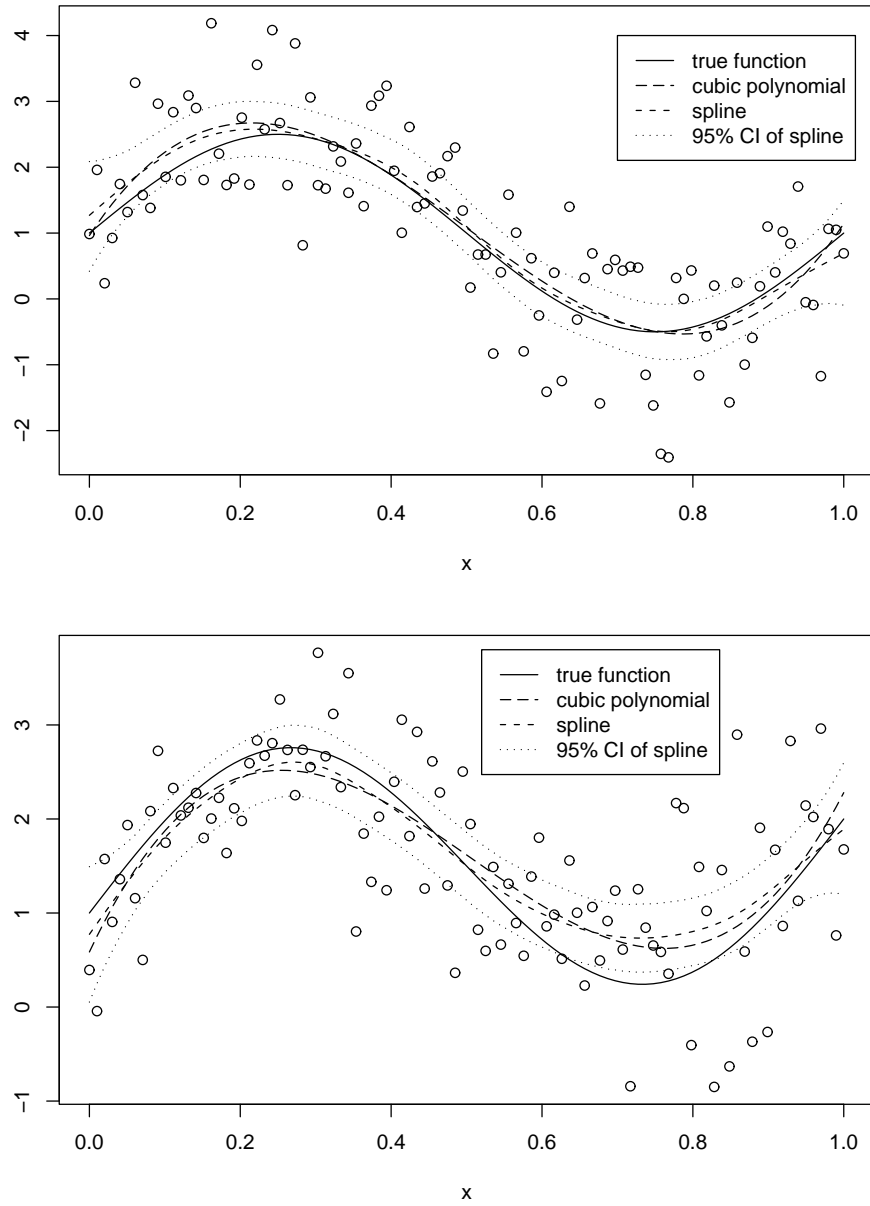 4
3
2
1
0
−1
−2
true function
cubic polynomial
spline
95% CI of spline
0.0 0.2 0.4 0.6 0.8 1.0
x
3
2
1
0
−1
true function
cubic polynomial
spline
95% CI of spline
0.0 0.2 0.4 0.6 0.8 1.0
x